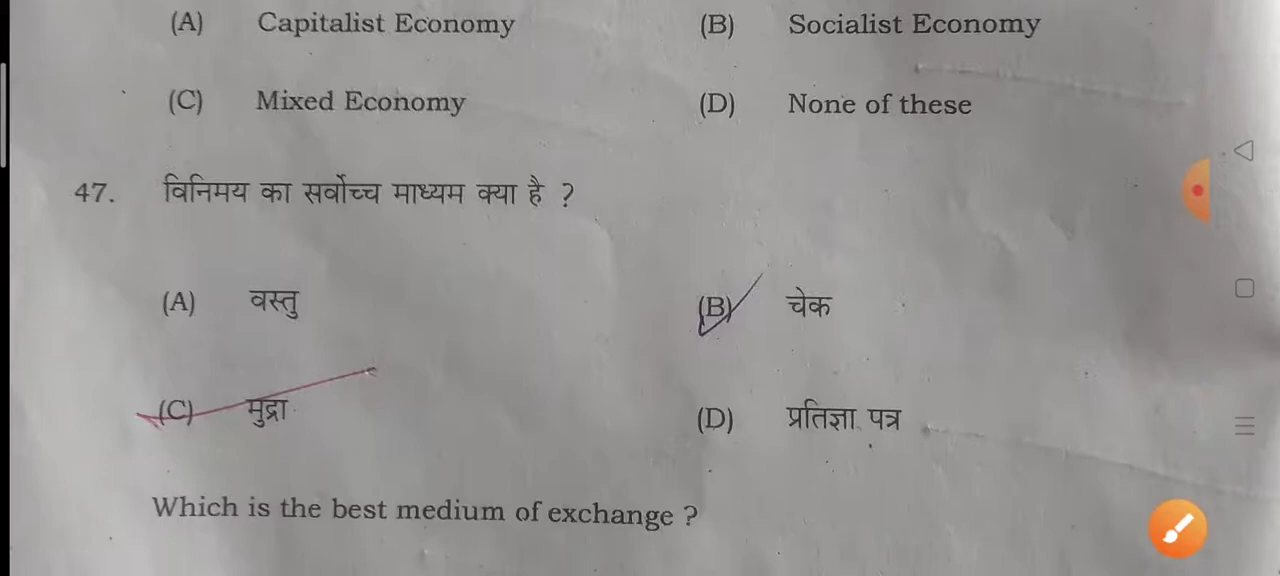 (A) Capitalist Economy (B) Socialist Economy
(C) Mixed Economy (D) None of these
47. विनिमय का सर्वोच्च माध्यम क्या है ?
(A) वस्तु (B) चेक
(C) मुद्रा (D) प्रतिज्ञा पत्र
Which is the best medium of exchange ?